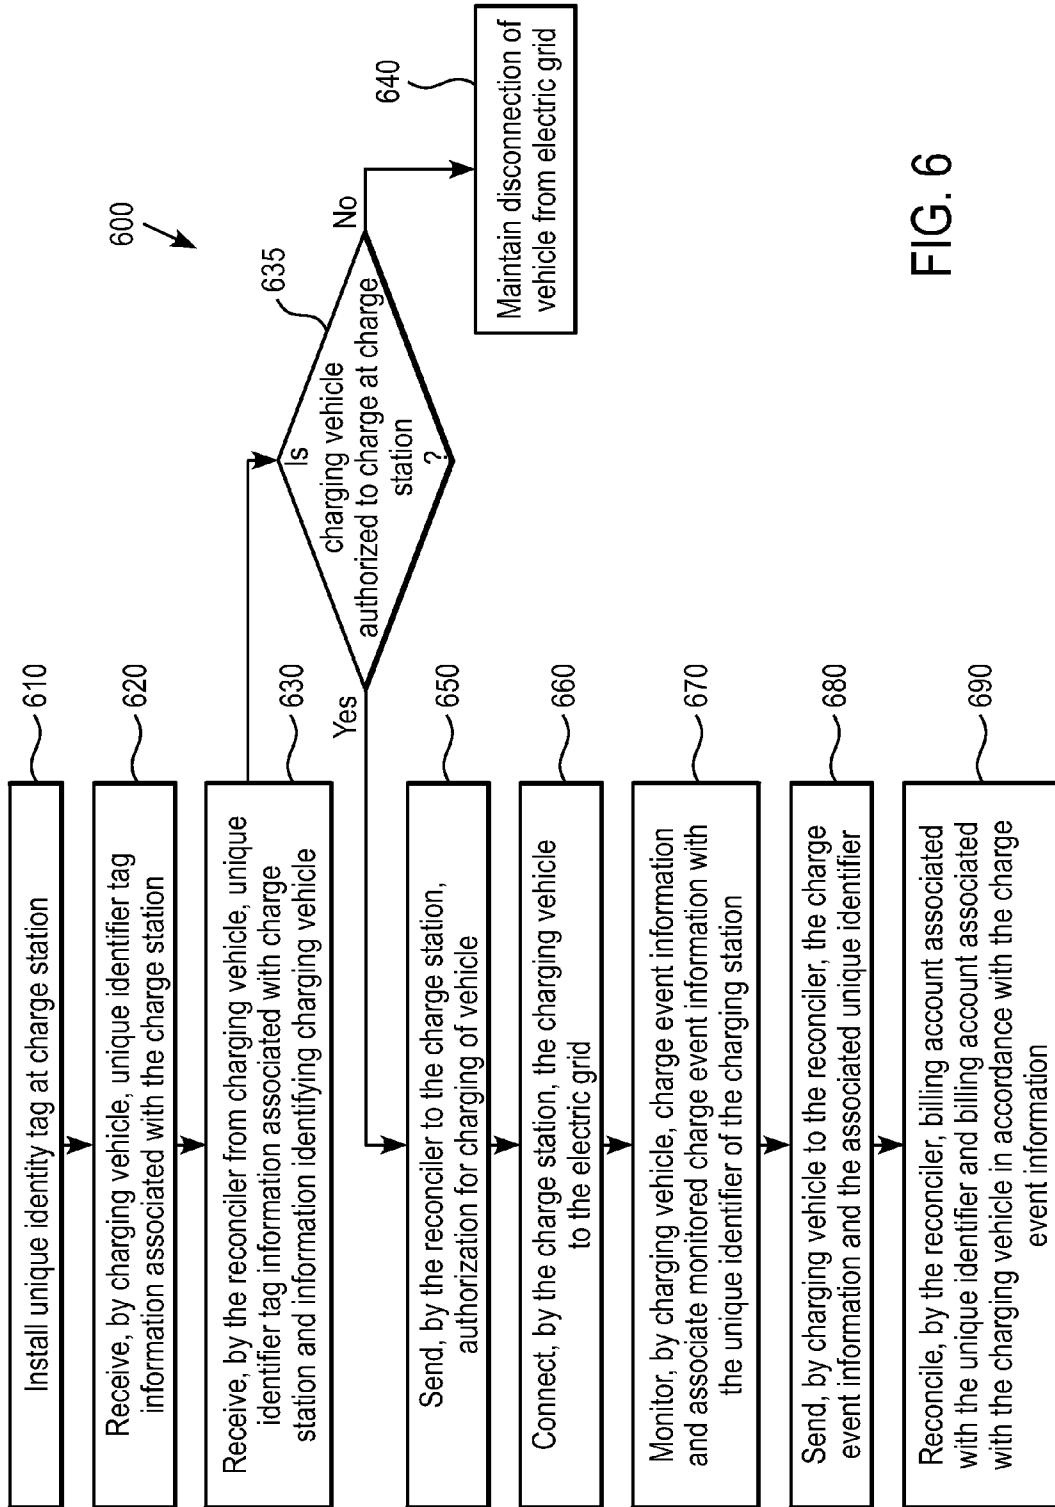 600
Install unique identity tag at charge station
610
Receive, by charging vehicle, unique identifier tag
information associated with the charge station
620
Receive, by the reconciler from charging vehicle, unique
identifier tag information associated with charge
station and information identifying charging vehicle
630
Is
charging vehicle
authorized to charge at charge
station
?
635
No
Maintain disconnection of
vehicle from electric grid
640
Yes
Send, by the reconciler to the charge station,
authorization for charging of vehicle
650
Connect, by the charge station, the charging vehicle
to the electric grid
660
Monitor, by charging vehicle, charge event information
and associate monitored charge event information with
the unique identifier of the charging station
670
Send, by charging vehicle to the reconciler, the charge
event information and the associated unique identifier
680
Reconcile, by the reconciler, billing account associated
with the unique identifier and billing account associated
with the charging vehicle in accordance with the charge
event information
690
FIG. 6